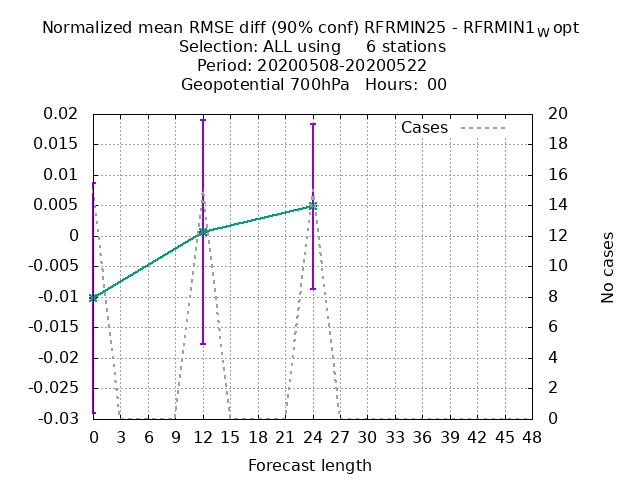 Normalized mean RMSE diff (90% conf) RFRMIN25 - RFRMIN1W opt
Selection: ALL using 6 stations
Period: 20200508-20200522
Geopotential 700hPa Hours: 00
Cases
0.02
0.015
0.01
0.005
0
-0.005
-0.01
-0.015
-0.02
-0.025
-0.03
20
18
16
14
12
10
8
6
4
2
0
No cases
0 3 6 9 12 15 18 21 24 27 30 33 36 39 42 45 48
Forecast length